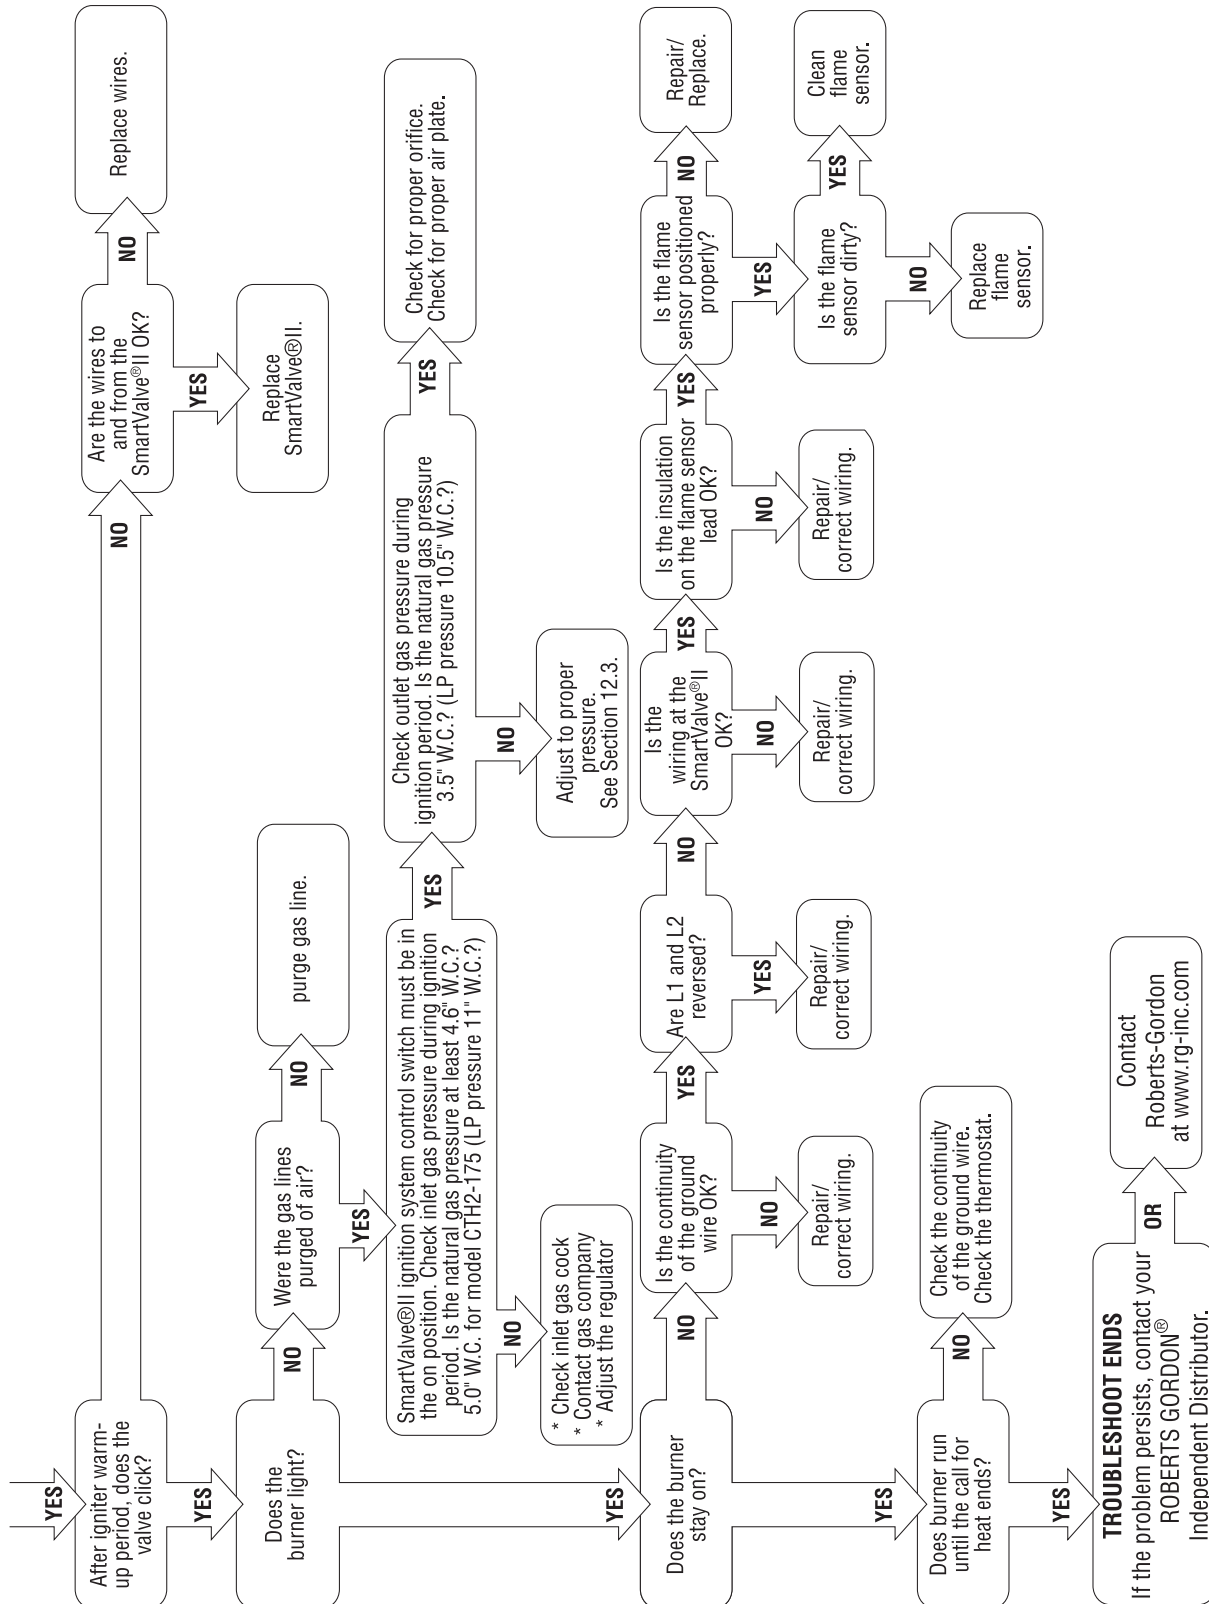 YES
After igniter warm-
up period, does the
valve click?
NO
Are the wires to
and from the
SmartValve®II OK?
NO
Replace wires.
YES
Replace
SmartValve®II.
YES
Does the
burner light?
NO
Were the gas lines
purged of air?
NO
purge gas line.
YES
SmartValve®II ignition system control switch must be in
the on position. Check inlet gas pressure during ignition
period. Is the natural gas pressure at least 4.6" W.C.?
5.0" W.C. for model CTH2-175 (LP pressure 11" W.C.?)
YES
Check outlet gas pressure during
ignition period. Is the natural gas pressure
3.5" W.C.? (LP pressure 10.5" W.C.?)
YES
Check for proper orifice.
Check for proper air plate.
NO
Adjust to proper
pressure.
See Section 12.3.
NO
* Check inlet gas cock
* Contact gas company
* Adjust the regulator
YES
Does the burner
stay on?
NO
Is the continuity
of the ground
wire OK?
YES
Are L1 and L2
reversed?
NO
Is the
wiring at the
SmartValve®II
OK?
YES
Is the insulation
on the flame sensor
lead OK?
YES
Is the flame
sensor positioned
properly?
NO
Repair/
Replace.
NO
Repair/
correct wiring.
YES
Repair/
correct wiring.
NO
Repair/
correct wiring.
NO
Repair/
correct wiring.
YES
Is the flame
sensor dirty?
YES
Clean
flame
sensor.
NO
Replace
flame
sensor.
YES
Does burner run
until the call for
heat ends?
NO
Check the continuity
of the ground wire.
Check the thermostat.
YES
TROUBLESHOOT ENDS
If the problem persists, contact your
ROBERTS GORDON®
Independent Distributor.
OR
Contact
Roberts-Gordon
at www.rg-inc.com